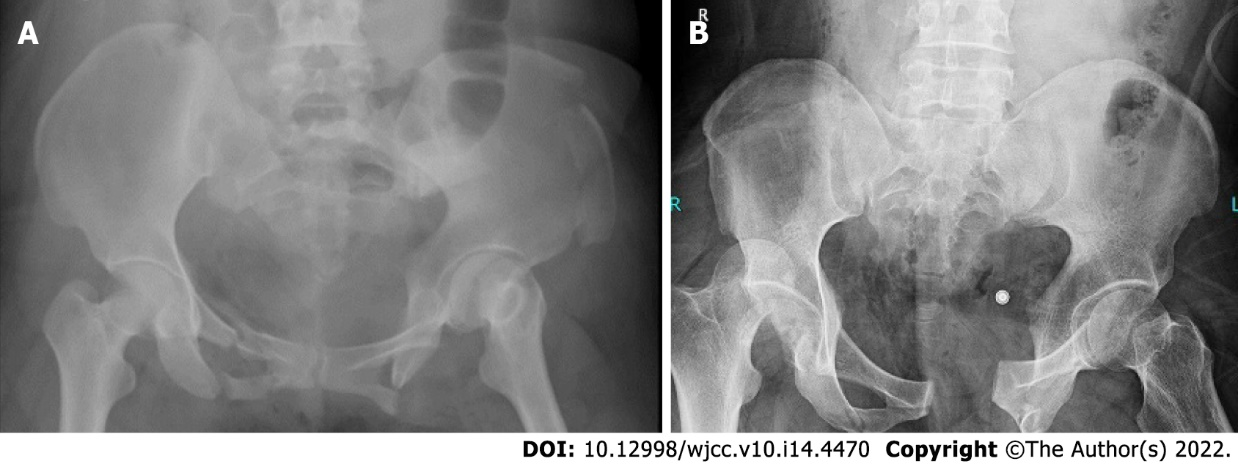 A
R
B
R
L
DOI: 10.12998/wjcc.v10.i14.4470 Copyright ©The Author(s) 2022.